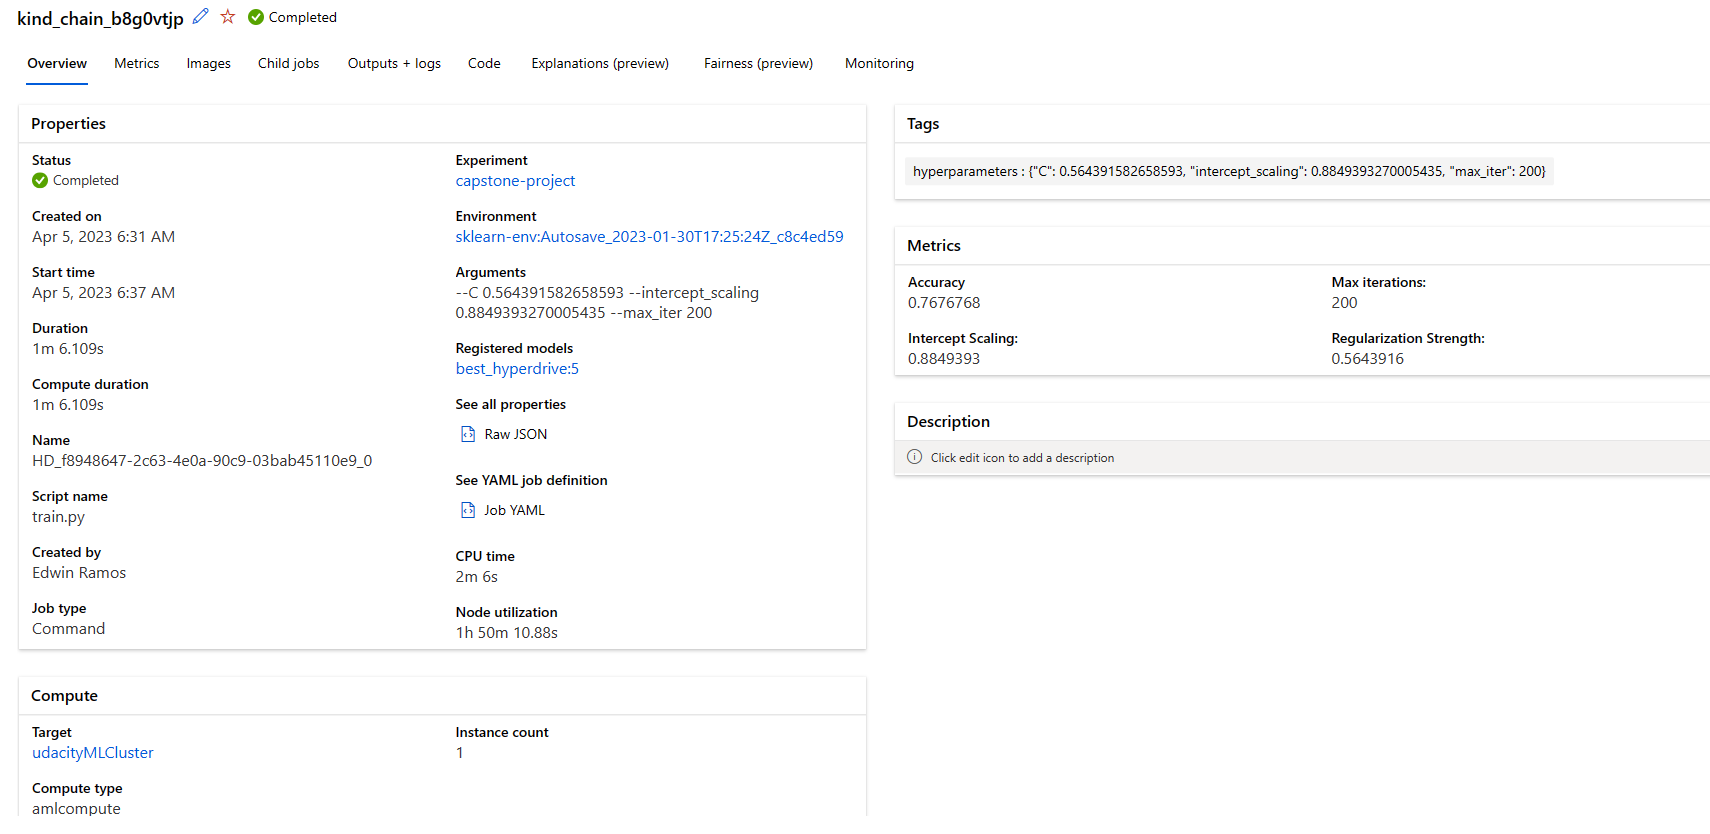 kind_chain_b8g0vtjp Completed
Overview Metrics Images Child jobs Outputs + logs Code Explanations (preview) Fairness (preview) Monitoring
Properties
Status
Completed
Created on
Apr 5, 2023 6:31 AM
Start time
Apr 5, 2023 6:37 AM
Duration
1m 6.109s
Compute duration
1m 6.109s
Name
HD_f8948647-2c63-4e0a-90c9-03bab45110e9_0
Script name
train.py
Created by
Edwin Ramos
Job type
Command
Experiment
capstone-project
Environment
sklearn-env:Autosave_2023-01-30T17:25:24Z_c8c4ed59
Arguments
--C 0.564391582658593 --intercept_scaling
0.8849393270005435 --max_iter 200
Registered models
best_hyperdrive:5
See all properties
Raw JSON
See YAML job definition
Job YAML
CPU time
2m 6s
Node utilization
1h 50m 10.88s
Compute
Target
udacityMLCluster
Compute type
amlcompute
Instance count
1
Tags
hyperparameters : {"C": 0.564391582658593, "intercept_scaling": 0.8849393270005435, "max_iter": 200}
Metrics
Accuracy
0.7676768
Max iterations:
200
Intercept Scaling:
0.8849393
Regularization Strength:
0.5643916
Description
Click edit icon to add a description